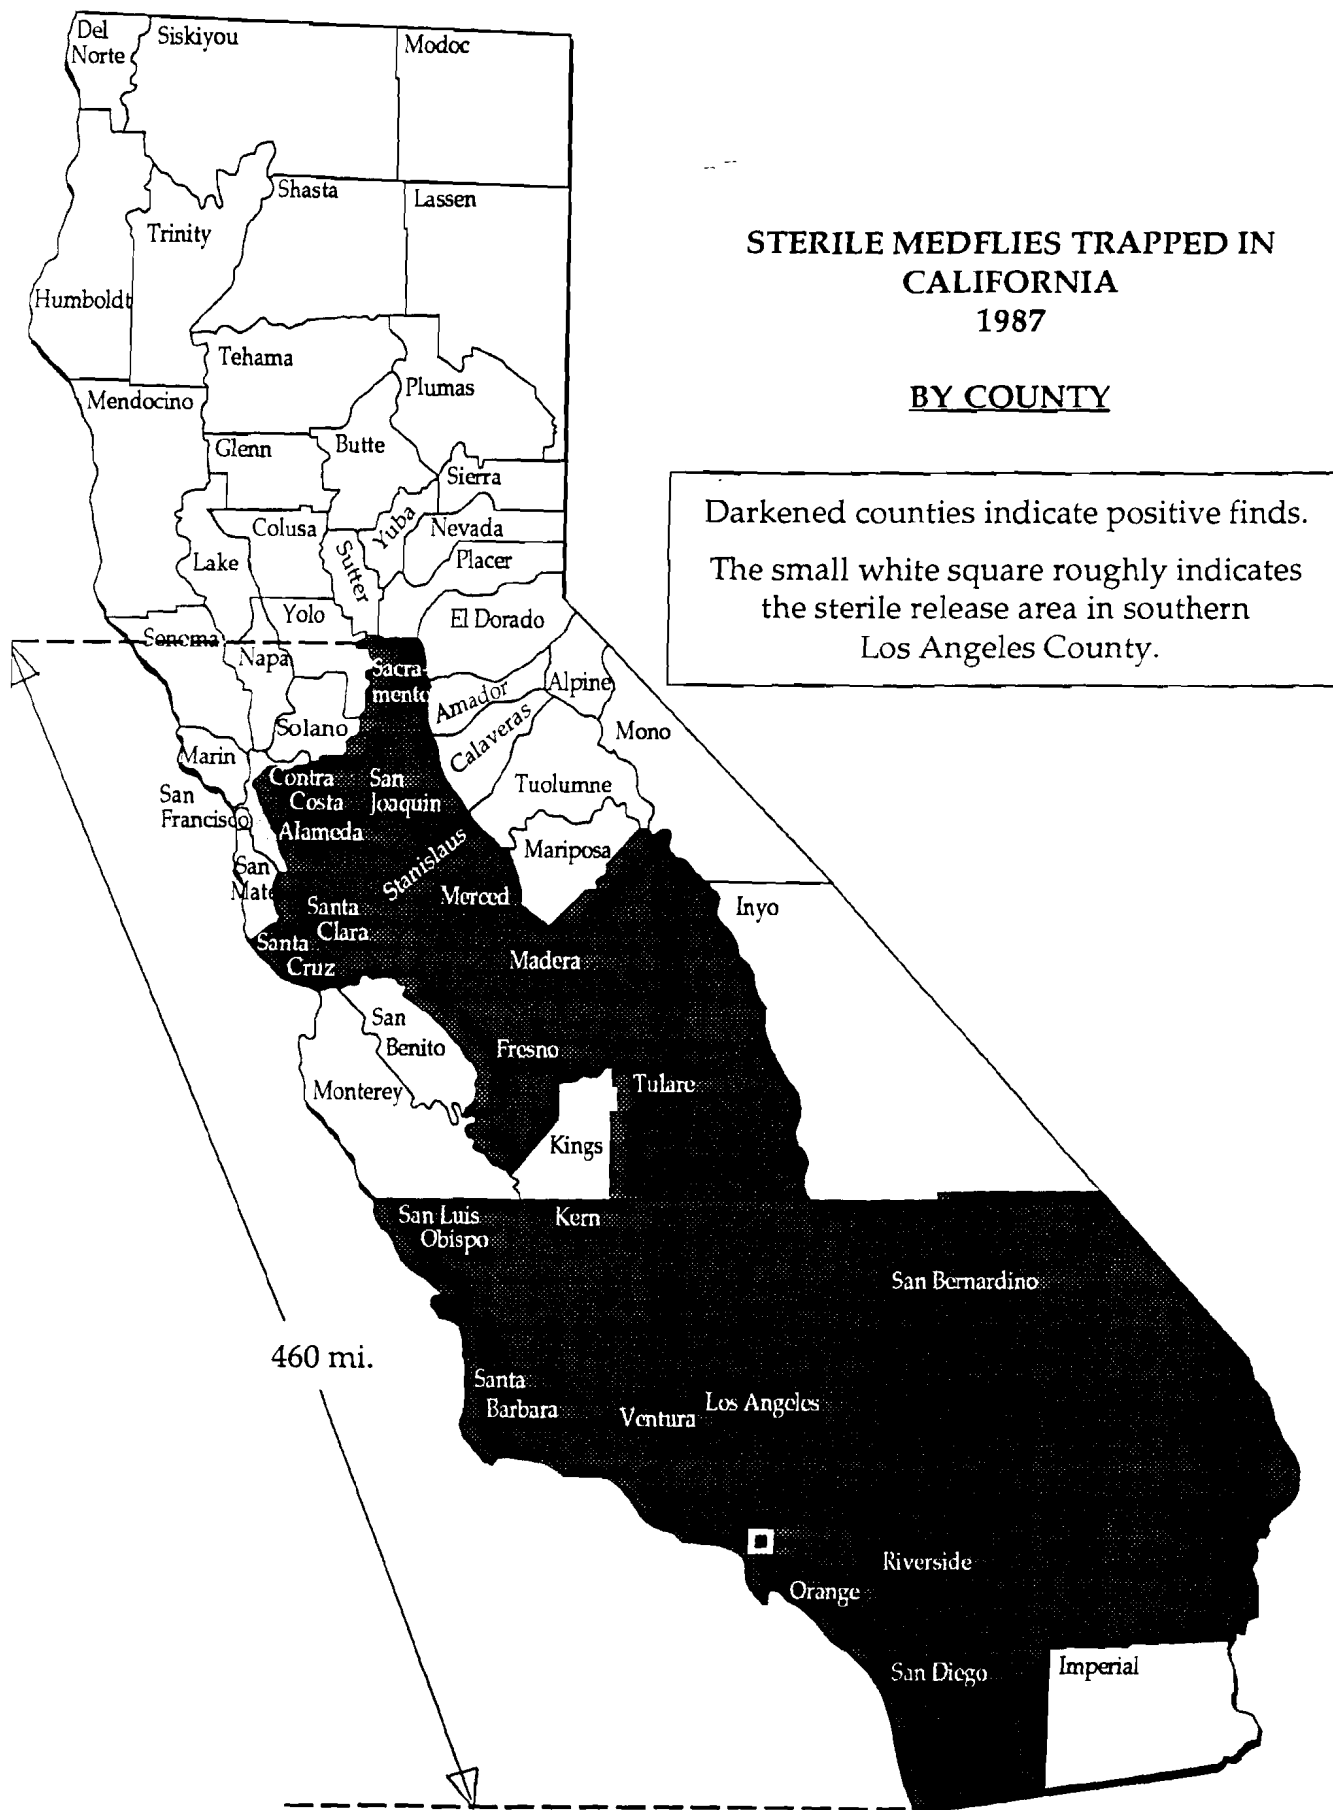 Del
Norte
Siskiyou
Modoc
Shasta
Lassen
Trinity
Humboldt
STERILE MEDFLIES TRAPPED IN
CALIFORNIA
1987
BY COUNTY
Tehama
Plumas
Mendocino
Glenn
Butte
Sierra
Colusa
Yuba
Nevada
Sutter
Placer
Lake
Darkened counties indicate positive finds.
The small white square roughly indicates
the sterile release area in southern
Los Angeles County.
Yolo
El Dorado
Sonoma
Napa
Sacra-
mento
Amador
Alpine
Solano
Calaveras
Mono
Marin
Contra
Costa
San
Joaquin
Tuolumne
San
Francisco
Alameda
Stanislaus
Mariposa
San
Mate
Merced
Santa
Clara
Inyo
Santa
Cruz
Madera
San
Benito
Fresno
Monterey
Tulare
Kings
San Luis
Obispo
Kern
San Bernardino
460 mi.
Santa
Barbara
Ventura
Los Angeles
Riverside
Orange
San Diego
Imperial